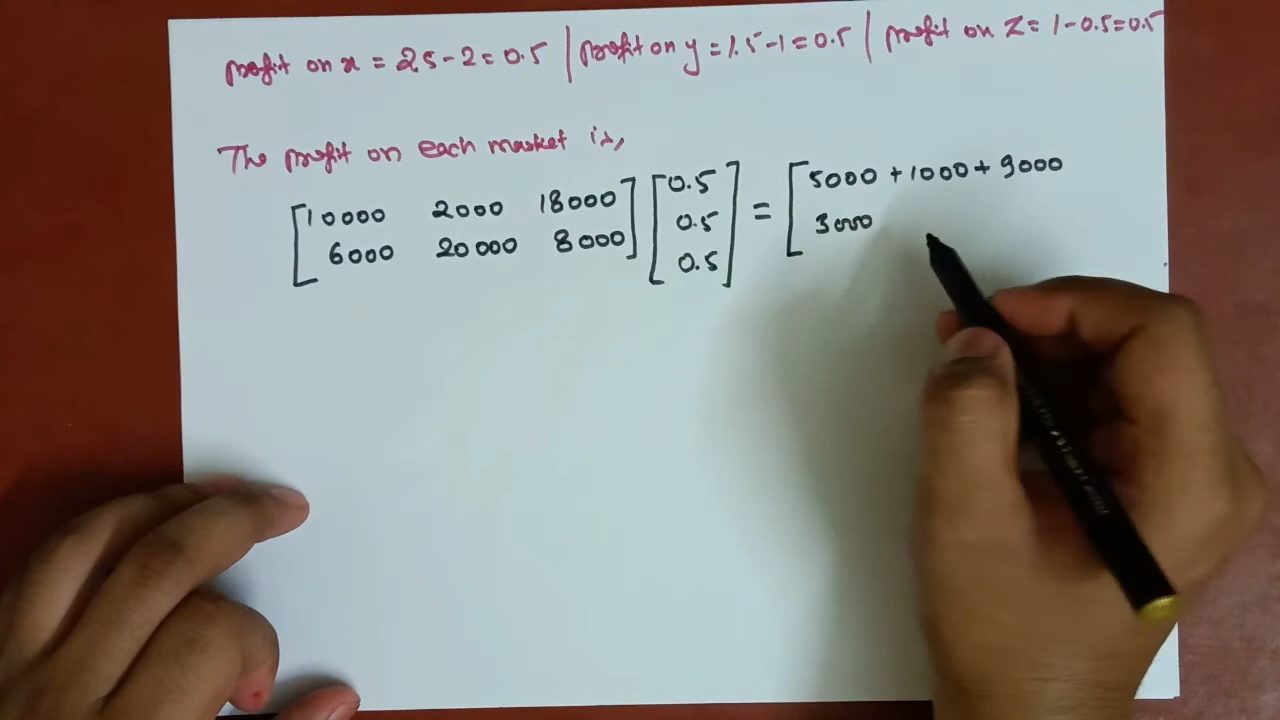 profit on x = 25-2=0.5 | profit on y = 1.5-1=0.5 | profit on z = 1-0.5=0.5
The profit on each market is,
[10000 2000 18000] [0.5] = [5000 + 1000 + 9000
[6000 20000 8000] [0.5] [3000
[0.5]